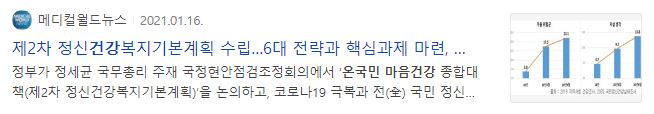 메디컬월드뉴스 2021.01.16.
제2차 정신건강복지기본계획 수립...6대 전략과 핵심과제 마련, ...
정부가 정세균 국무총리 주재 국정현안점검조정회의에서 '온국민 마음건강 종합대
책(제2차 정신건강복지기본계획)'을 논의하고, 코로나19 극복과 전(全) 국민 정신...